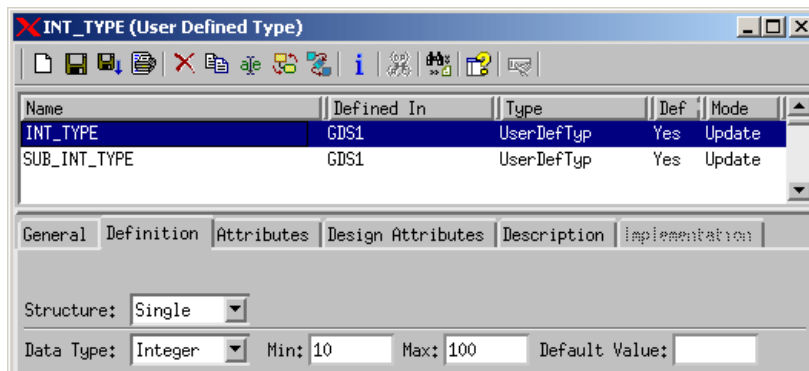 INT_TYPE (User Defined Type)
Name Defined In Type Def Mode
INT_TYPE GDS1 UserDefTyp Yes Update
SUB_INT_TYPE GDS1 UserDefTyp Yes Update
General Definition Attributes Design Attributes Description Implementation
Structure: Single
Data Type: Integer Min: 10 Max: 100 Default Value: